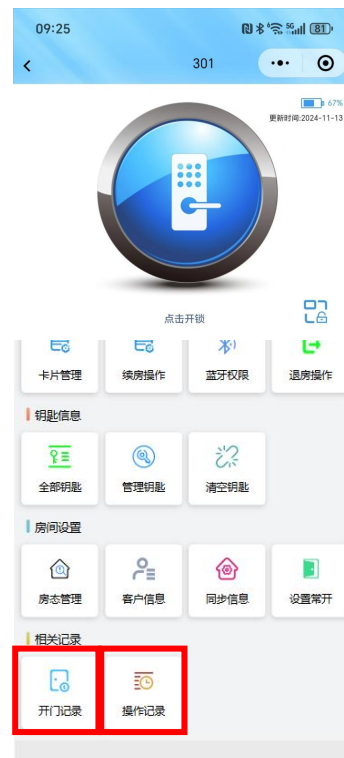 09:25
5G
81
301
67%
更新时间:2024-11-13
点击开锁
卡片管理 续房操作 蓝牙权限 退房操作
钥匙信息
全部钥匙 管理钥匙 清空钥匙
房间设置
房态管理 客户信息 同步信息 设置常开
相关记录
开门记录 操作记录